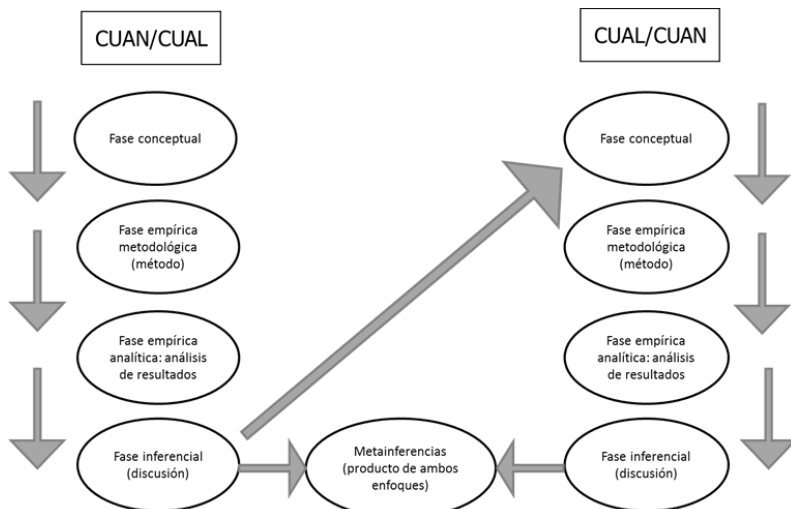 CUAN/CUAL
Fase conceptual
Fase empírica
metodológica
(método)
Fase empírica
analítica: análisis
de resultados
Fase inferencial
(discusión)
Metainferencias
(producto de ambos
enfoques)
CUAL/CUAN
Fase conceptual
Fase empírica
metodológica
(método)
Fase empírica
analítica: análisis
de resultados
Fase inferencial
(discusión)